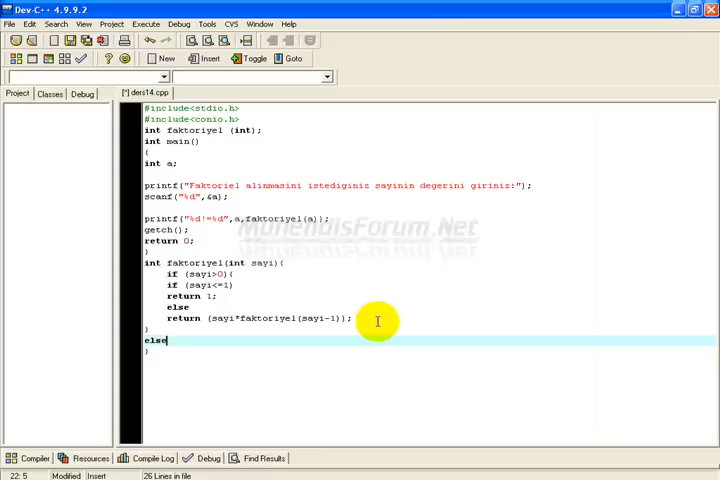 Dev-C++ 4.9.9.2
File Edit Search View Project Execute Debug Tools CVS Window Help
New Insert Toggle Goto
Project Classes Debug [*] ders14.cpp
#include<stdio.h>
#include<conio.h>
int faktoriyel (int);
int main()
{
int a;
printf("Faktoriel alinmasini istediginiz sayinin degerini giriniz:");
scanf("%d",&a);
printf("%d!=%d",a,faktoriyel(a));
MuhendisForum.Net
getch();
return 0;
}
int faktoriyel(int sayi){
if (sayi>0){
if (sayi<=1)
return 1;
else
return (sayi*faktoriyel(sayi-1));
}
else
}
Compiler Resources Compile Log Debug Find Results
22: 5 Modified Insert 26 Lines in file